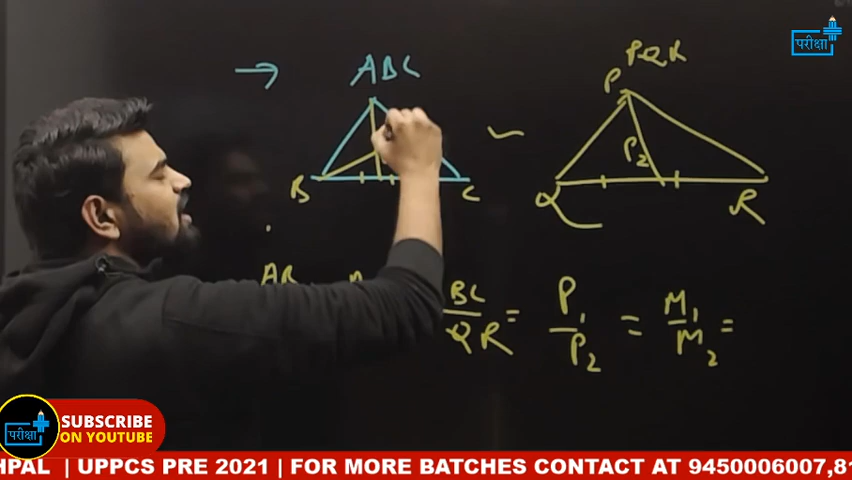 परीक्षा
→ ABC
PQR
P
P2
B C
Q R
AB
BC/QR = P1/P2 = M1/M2 =
परीक्षा
SUBSCRIBE
ON YOUTUBE
HPAL | UPPCS PRE 2021 | FOR MORE BATCHES CONTACT AT 9450006007,81